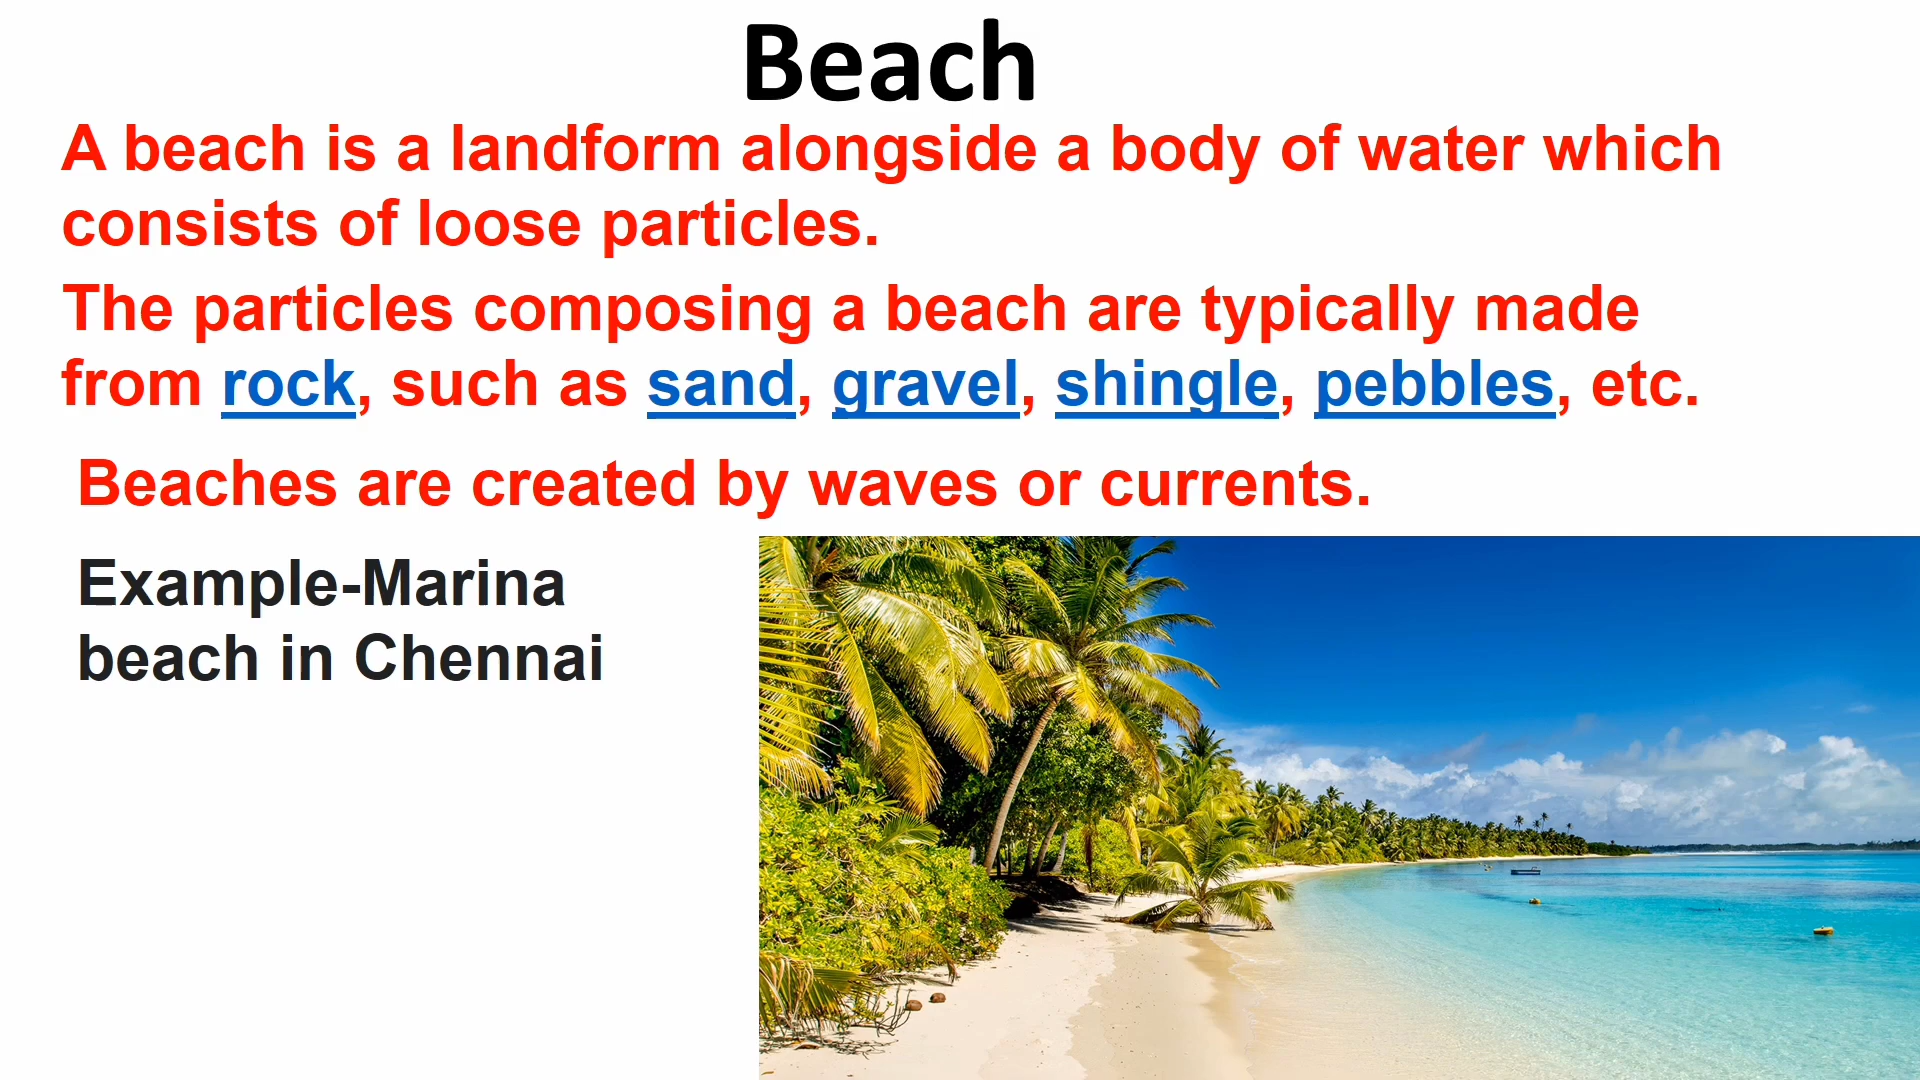 Beach
A beach is a landform alongside a body of water which
consists of loose particles.
The particles composing a beach are typically made
from rock, such as sand, gravel, shingle, pebbles, etc.
Beaches are created by waves or currents.
Example-Marina
beach in Chennai